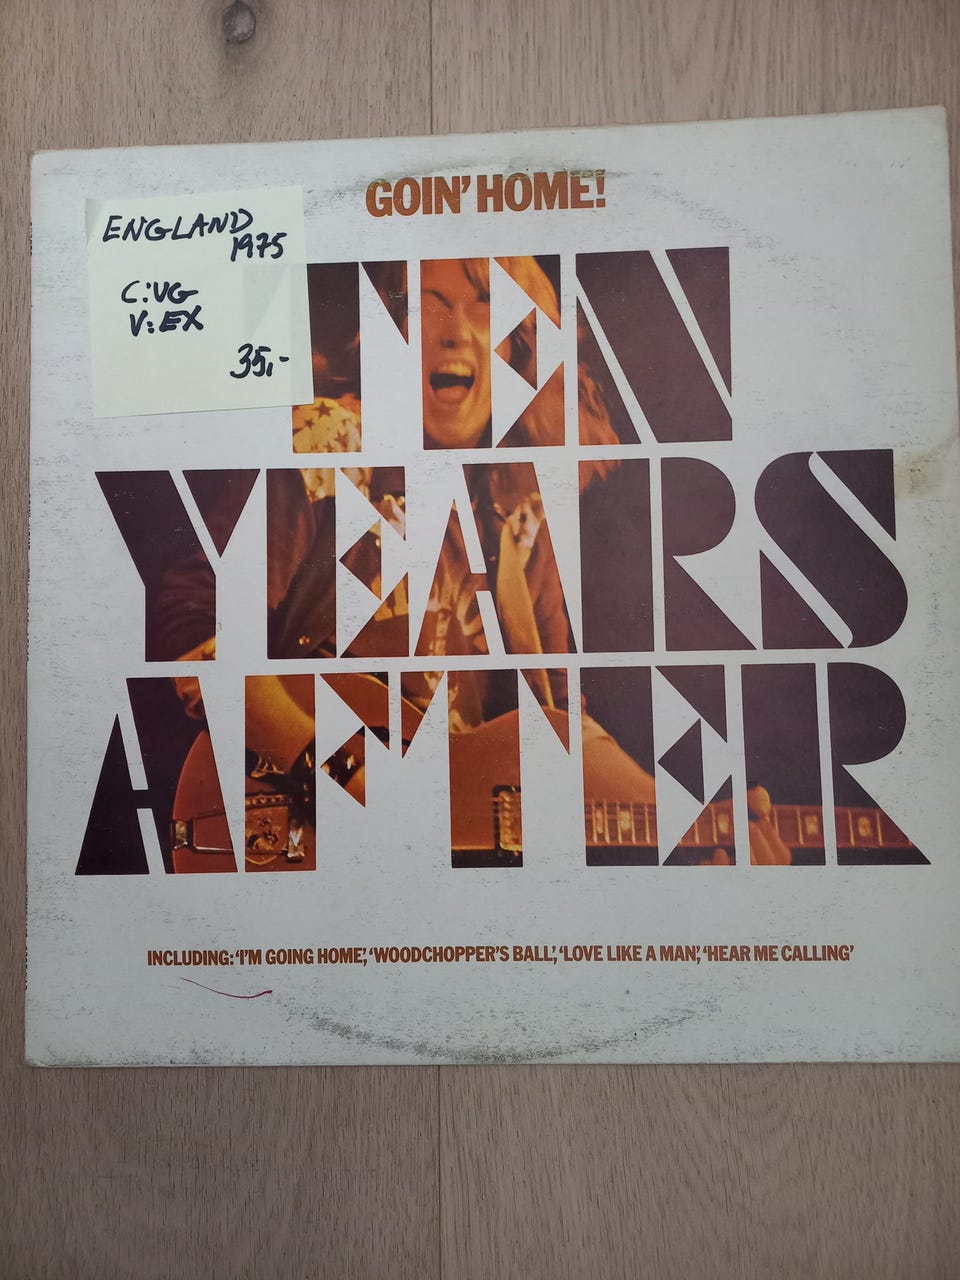 GOIN' HOME!
ENGLAND
1975
C:VG
V:EX
35,-
TEN
YEARS
AFTER
INCLUDING: 'I'M GOING HOME', 'WOODCHOPPER'S BALL', 'LOVE LIKE A MAN', 'HEAR ME CALLING'